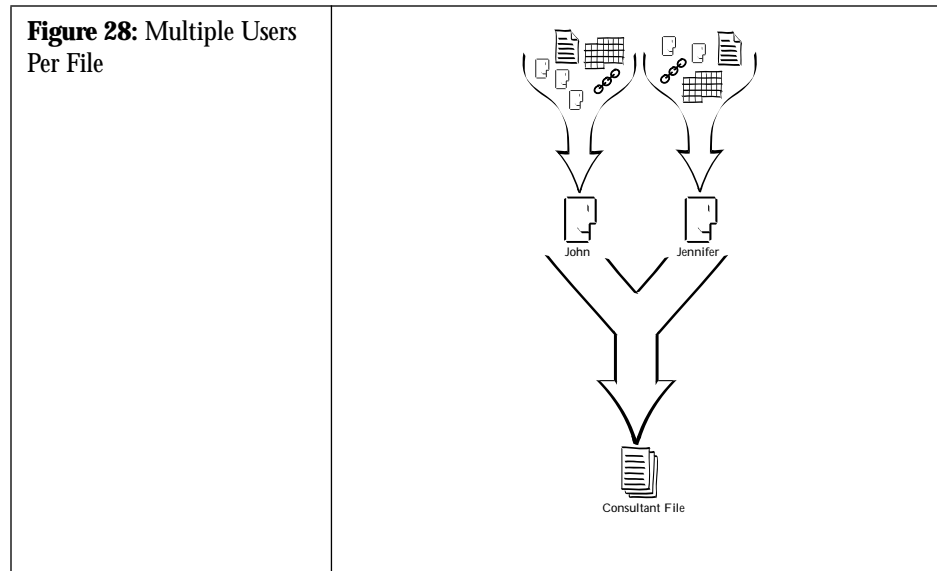 Figure 28: Multiple Users
Per File
John
Jennifer
Consultant File